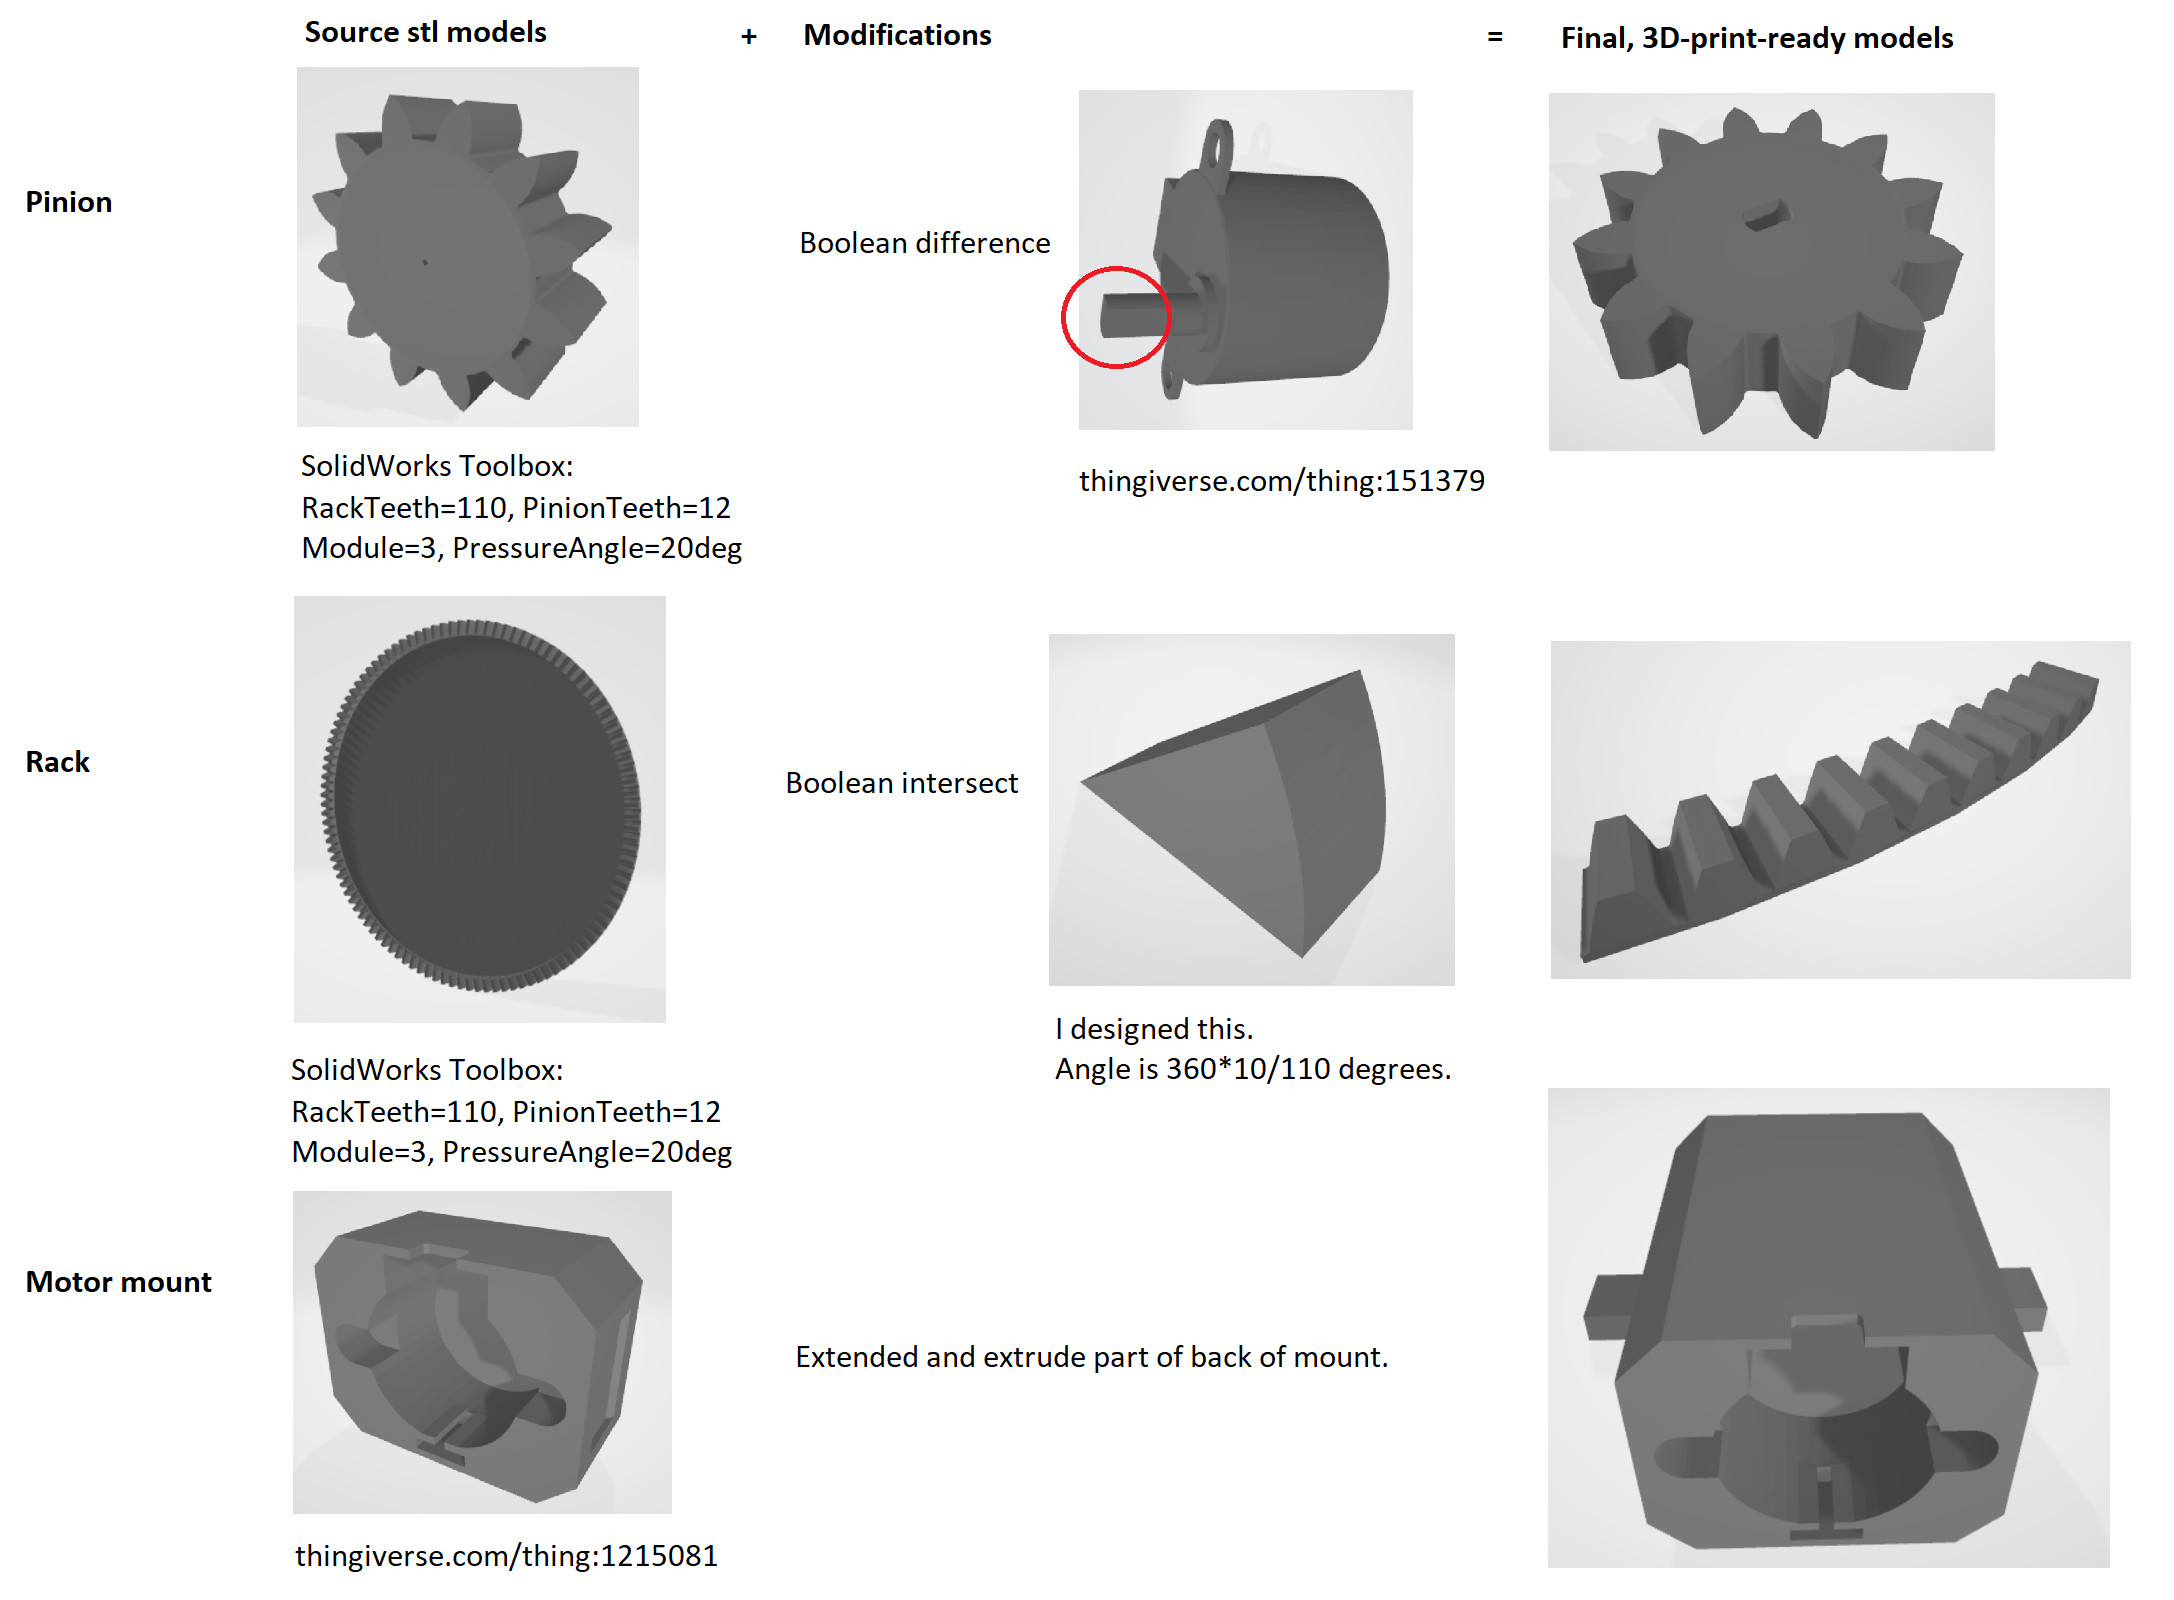 Source stl models + Modifications = Final, 3D-print-ready models
Pinion
Boolean difference
SolidWorks Toolbox:
RackTeeth=110, PinionTeeth=12
Module=3, PressureAngle=20deg
thingiverse.com/thing:151379
Rack
Boolean intersect
SolidWorks Toolbox:
RackTeeth=110, PinionTeeth=12
Module=3, PressureAngle=20deg
I designed this.
Angle is 360*10/110 degrees.
Motor mount
Extended and extrude part of back of mount.
thingiverse.com/thing:1215081